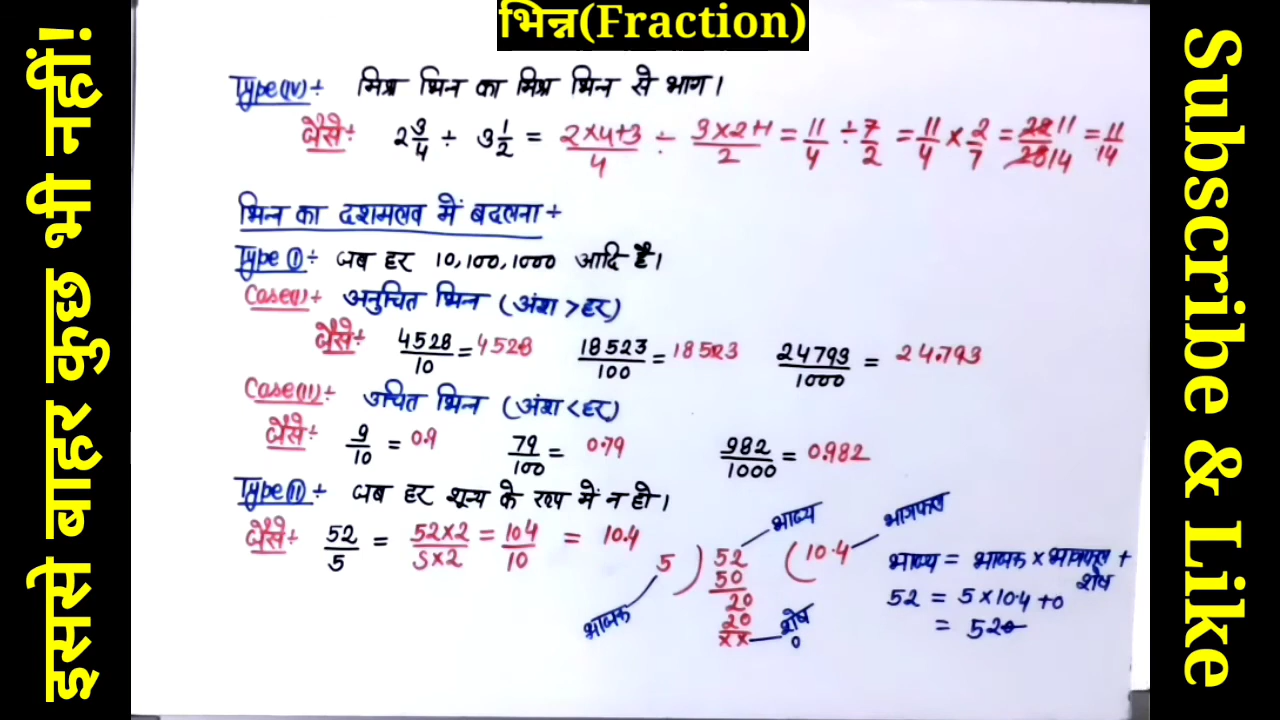 भिन्न(Fraction)
इससे बाहर कुछ भी नहीं!
Subscribe & Like
Type(IV)÷ मिश्र भिन्न का मिश्र भिन्न से भाग।
जैसे÷ 2 3/4 ÷ 3 1/2 = 2×4+3/4 ÷ 3×2+1/2 = 11/4 ÷ 7/2 = 11/4 × 2/7 = 22 11/28 14 = 11/14
भिन्न का दशमलव में बदलना÷
Type(I)÷ जब हर 10,100,1000 आदि है।
Case(I)÷ अनुचित भिन्न (अंश > हर)
जैसे÷ 4528/10 = 452.8 18523/100 = 185.23 24793/1000 = 24.793
Case(II)÷ उचित भिन्न (अंश < हर)
जैसे÷ 9/10 = 0.9 79/100 = 0.79 982/1000 = 0.982
Type(II)÷ जब हर शून्य के रूप में न हो।
जैसे÷ 52/5 = 52×2/5×2 = 104/10 = 10.4
भाज्य भागफल
5 ) 52 ( 10.4
50
20
20
×× शेष
0
भाजक
भाज्य = भाजक × भागफल + शेष
52 = 5×10.4+0
= 520